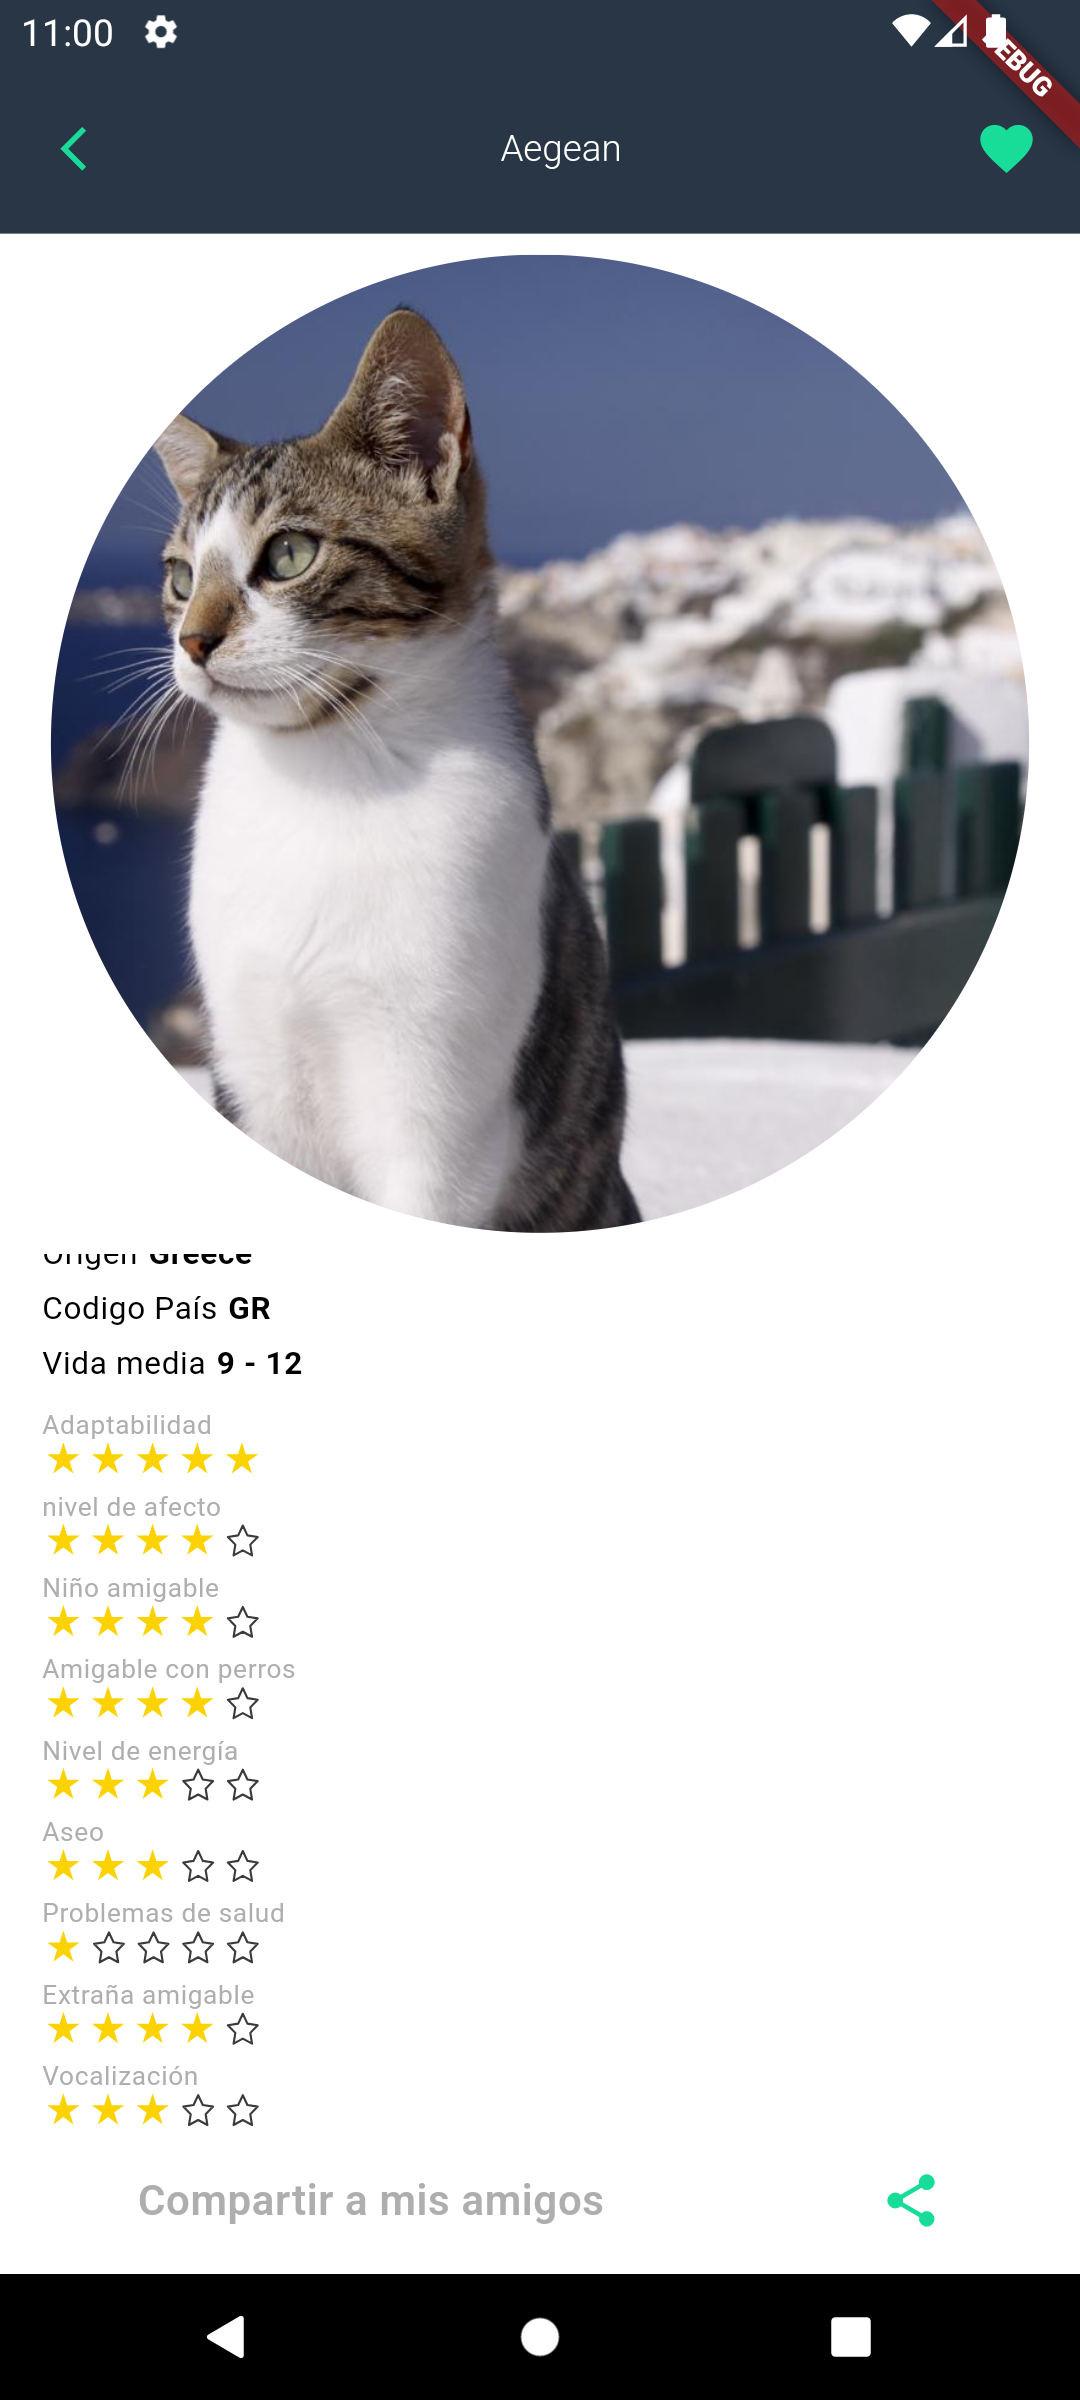 11:00
DEBUG
Aegean
Origen Greece
Codigo País GR
Vida media 9 - 12
Adaptabilidad
nivel de afecto
Niño amigable
Amigable con perros
Nivel de energía
Aseo
Problemas de salud
Extraña amigable
Vocalización
Compartir a mis amigos